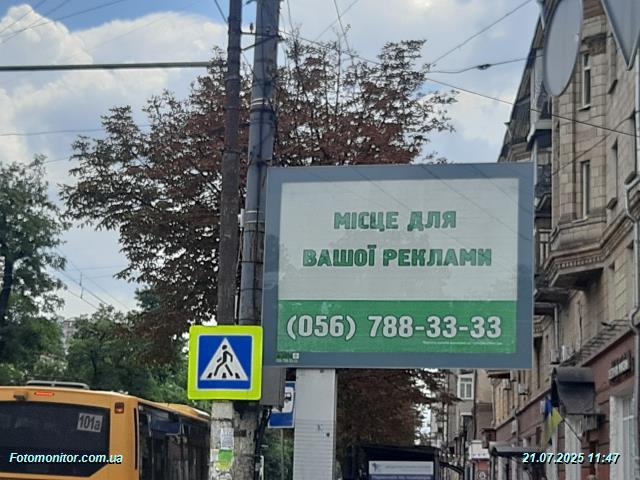 МІСЦЕ ДЛЯ
ВАШОЇ РЕКЛАМИ
(056) 788-33-33
101а
Fotomonitor.com.ua
21.07.2025 11:47